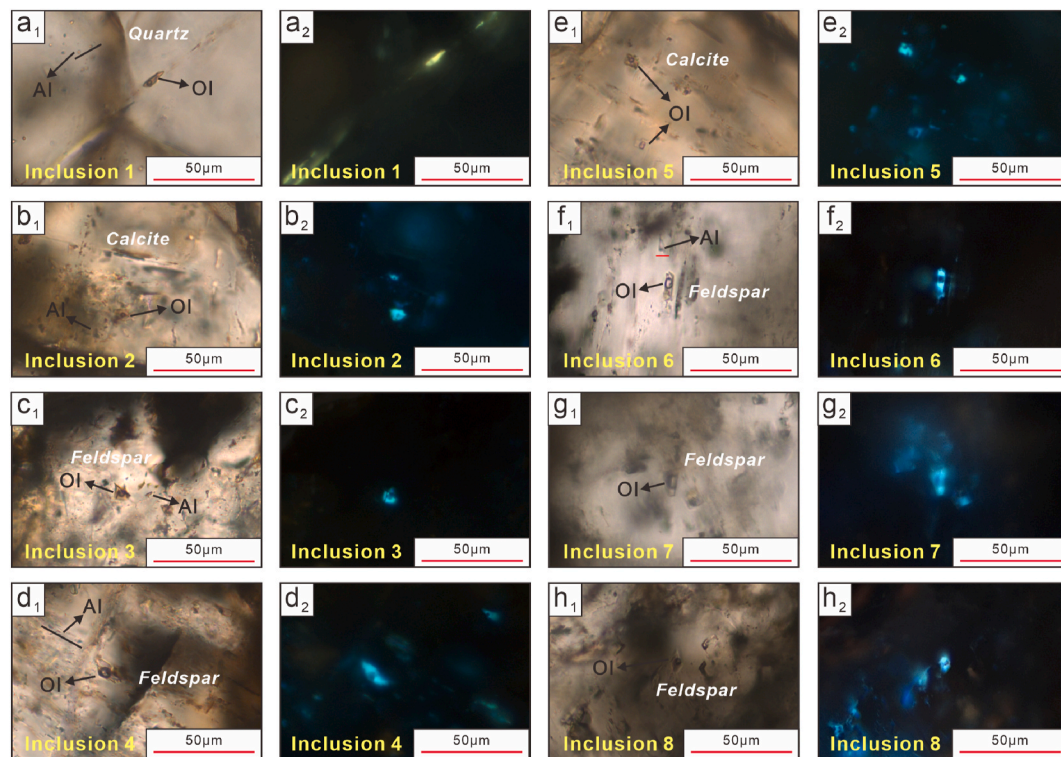 a1
Quartz
AI
OI
Inclusion 1
50μm
a2
Inclusion 1
50μm
e1
Calcite
OI
Inclusion 5
50μm
e2
Inclusion 5
50μm
b1
Calcite
AI
OI
Inclusion 2
50μm
b2
Inclusion 2
50μm
f1
AI
OI
Feldspar
Inclusion 6
50μm
f2
Inclusion 6
50μm
c1
Feldspar
OI
AI
Inclusion 3
50μm
c2
Inclusion 3
50μm
g1
Feldspar
OI
Inclusion 7
50μm
g2
Inclusion 7
50μm
d1
AI
OI
Feldspar
Inclusion 4
50μm
d2
Inclusion 4
50μm
h1
OI
Feldspar
Inclusion 8
50μm
h2
Inclusion 8
50μm